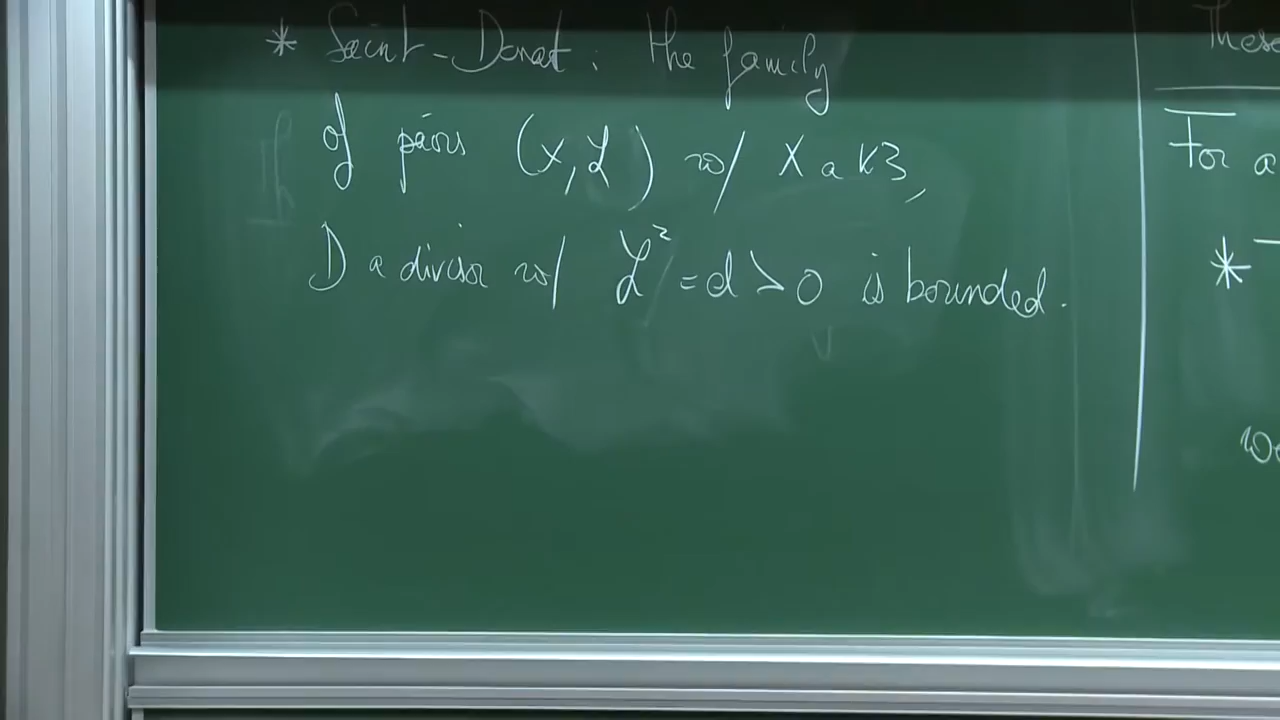 * Saint-Donat: the family
of pairs (X, ℒ) w/ X a K3,
D a divisor w/ ℒ² = d > 0 is bounded.
These
For a
*